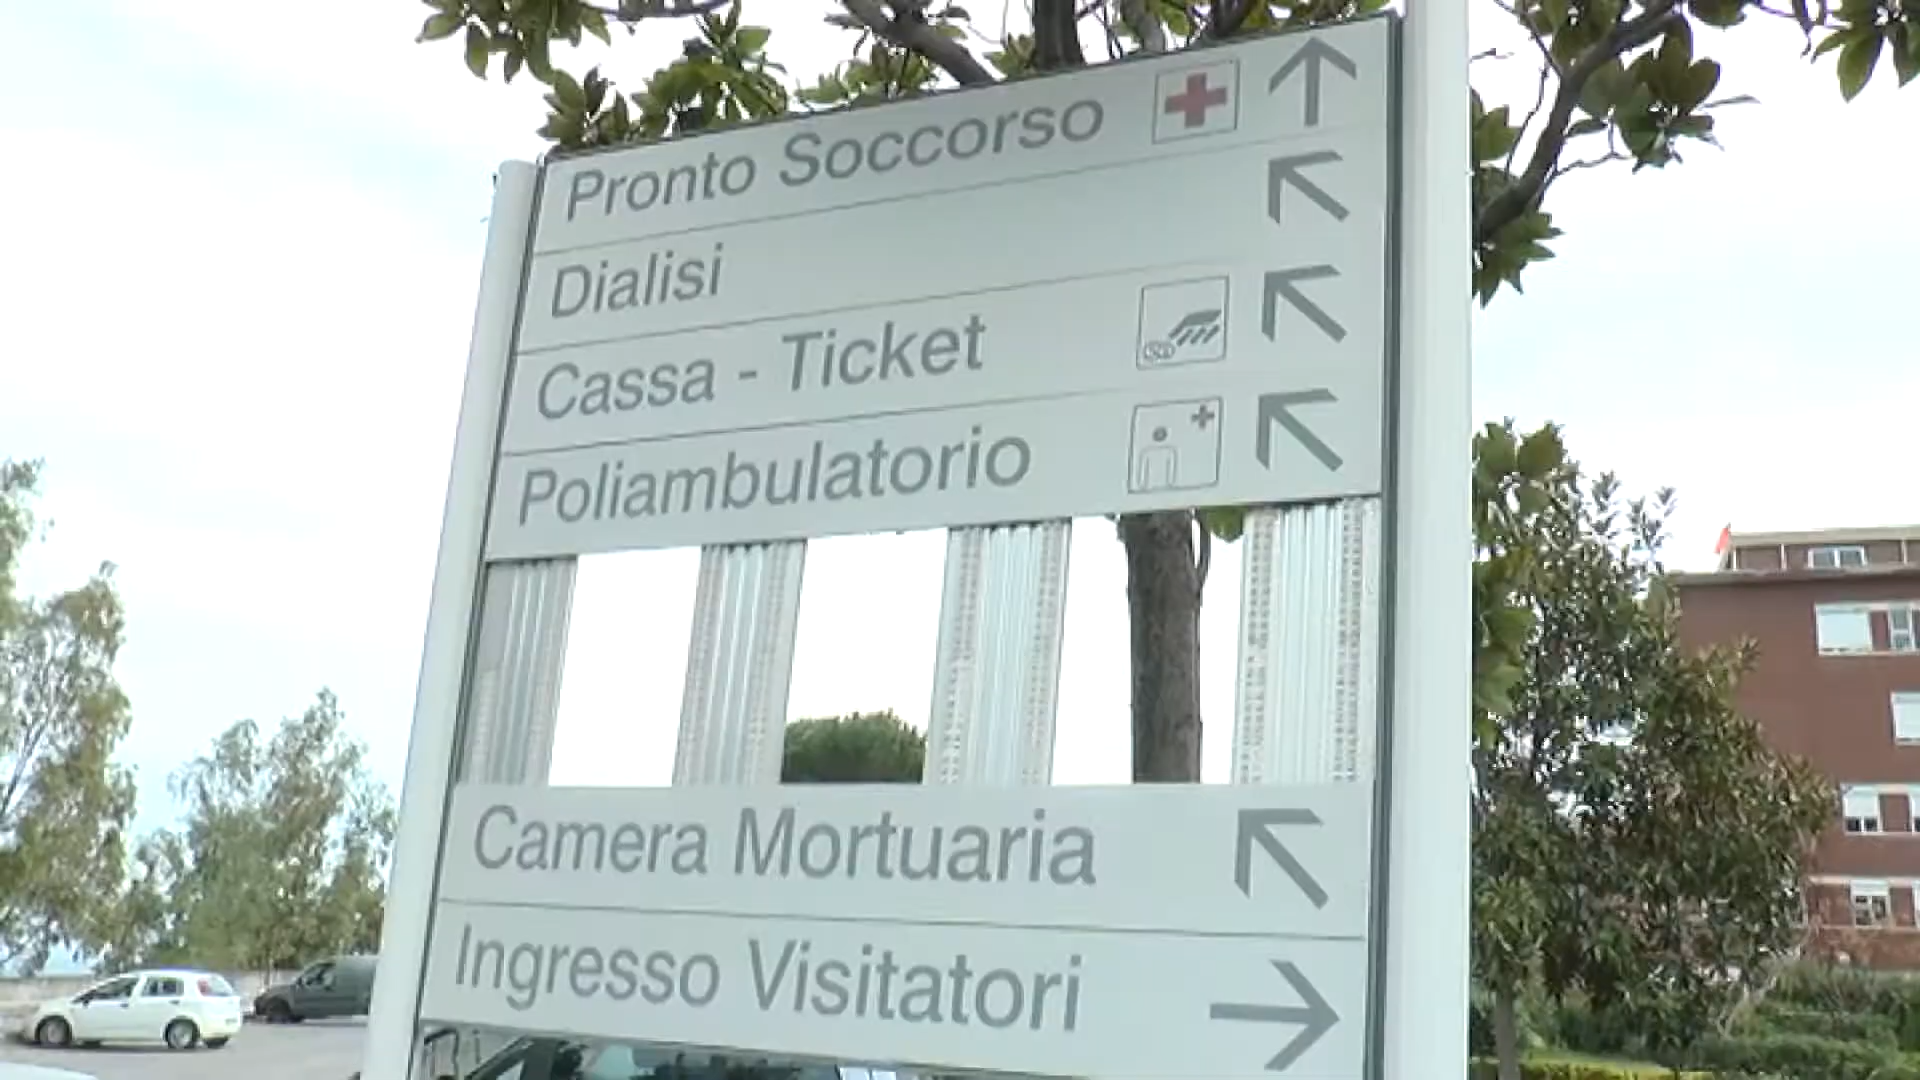 Pronto Soccorso
Dialisi
Cassa - Ticket
Poliambulatorio
Camera Mortuaria
Ingresso Visitatori